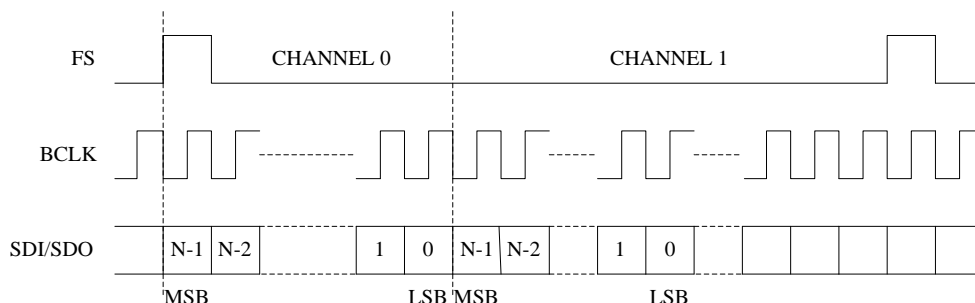 FS CHANNEL 0 CHANNEL 1
BCLK
SDI/SDO N-1 N-2 1 0 N-1 N-2 1 0
MSB LSB MSB LSB